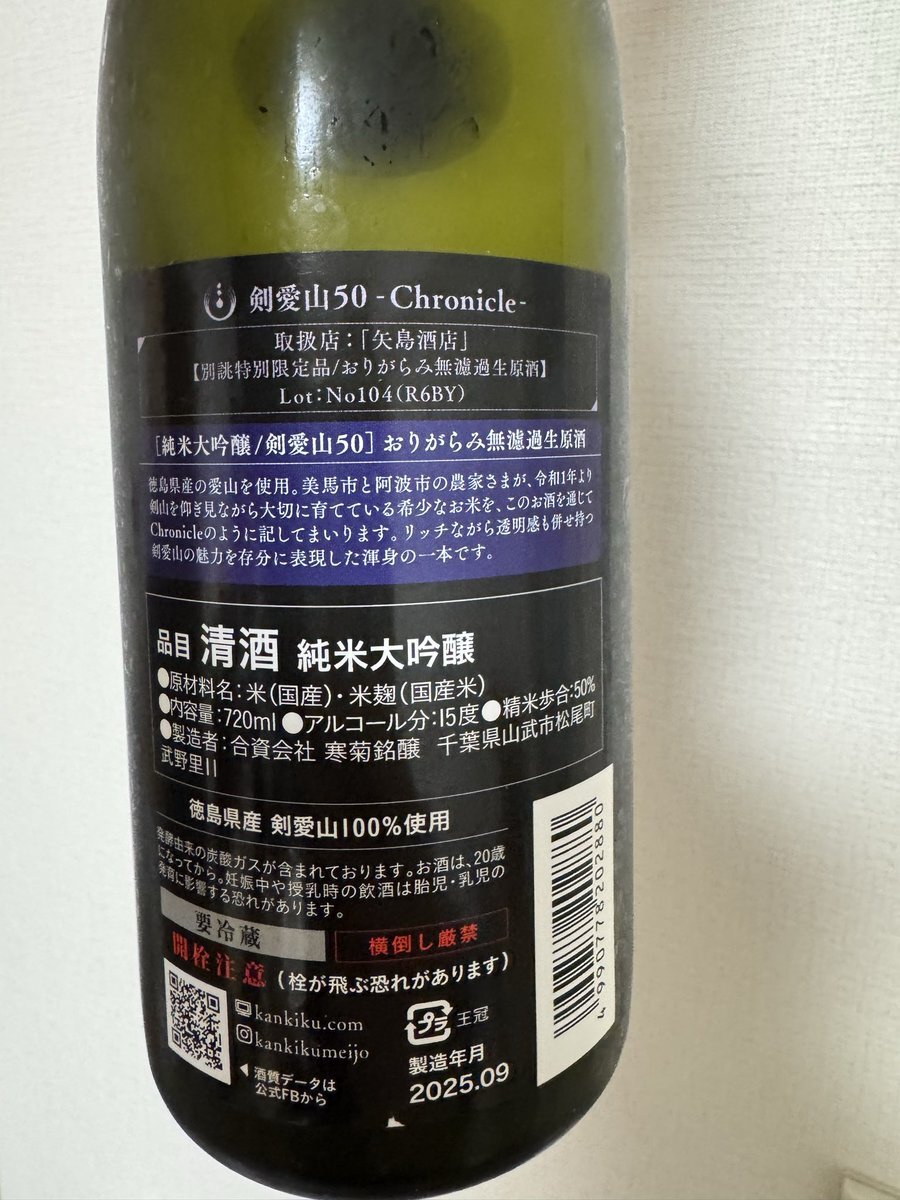 剣愛山50 -Chronicle-
取扱店：「矢島酒店」
【別誂特別限定品/おりがらみ無濾過生原酒】
Lot：No104（R6BY）
［純米大吟醸/剣愛山50］おりがらみ無濾過生原酒
徳島県産の愛山を使用。美馬市と阿波市の農家さまが、令和1年より
剣山を仰ぎ見ながら大切に育てている希少なお米を、このお酒を通じて
Chronicleのように記してまいります。リッチながら透明感も併せ持つ
剣愛山の魅力を存分に表現した渾身の一本です。
品目 清酒 純米大吟醸
●原材料名：米（国産）・米麹（国産米）
●内容量：720ml ●アルコール分：15度 ●精米歩合：50%
●製造者：合資会社 寒菊銘醸 千葉県山武市松尾町
武野里11
徳島県産 剣愛山100%使用
発酵由来の炭酸ガスが含まれております。お酒は、20歳
になってから。妊娠中や授乳時の飲酒は胎児・乳児の
発育に影響する恐れがあります。
要冷蔵
横倒し厳禁
開栓注意（栓が飛ぶ恐れがあります）
kankiku.com
kankikumeijo
◀酒質データは
公式FBから
プラ 王冠
製造年月
2025.09
4 990778 202880